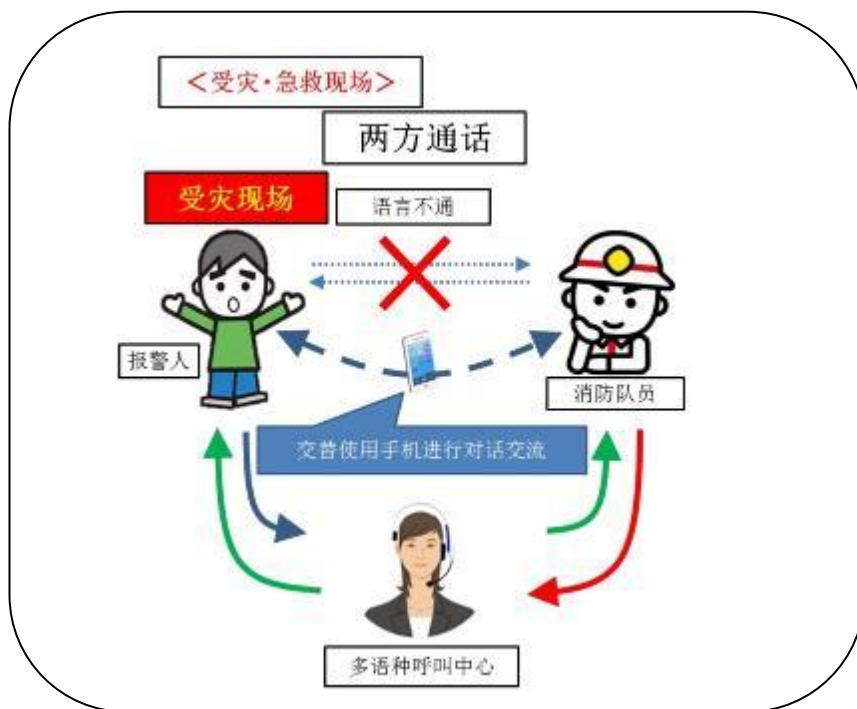 ＜受灾·急救现场＞
两方通话
受灾现场
语言不通
报警人
消防队员
交替使用手机进行对话交流
多语种呼叫中心